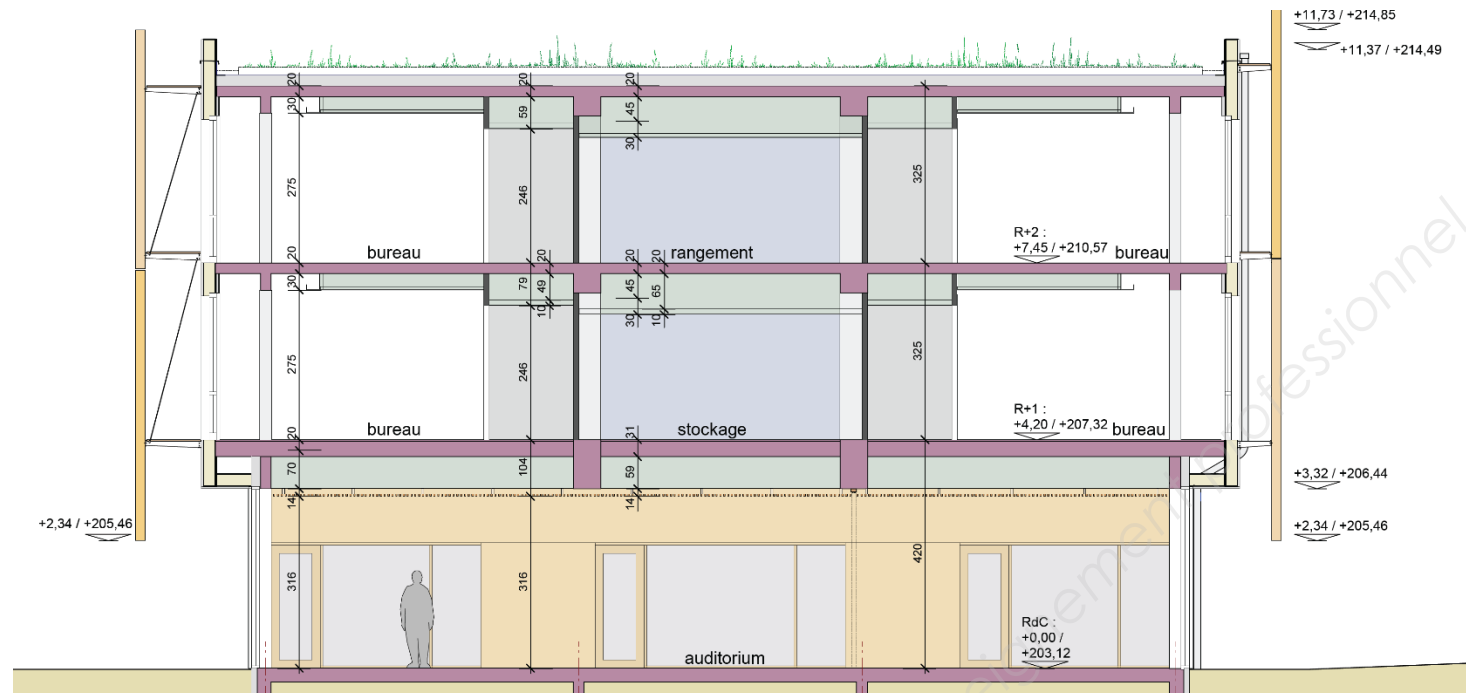 +11,73 / +214,85
+11,37 / +214,49
20
20
20
30
59
45
30
275
246
325
R+2 :
+7,45 / +210,57
bureau
rangement
bureau
20
20
20
20
30
79
49
45
65
10
30
10
275
246
325
R+1 :
+4,20 / +207,32
bureau
stockage
bureau
20
31
70
104
59
14
14
+3,32 / +206,44
+2,34 / +205,46
+2,34 / +205,46
316
316
420
RdC :
+0,00 /
+203,12
auditorium
eignement professionnel